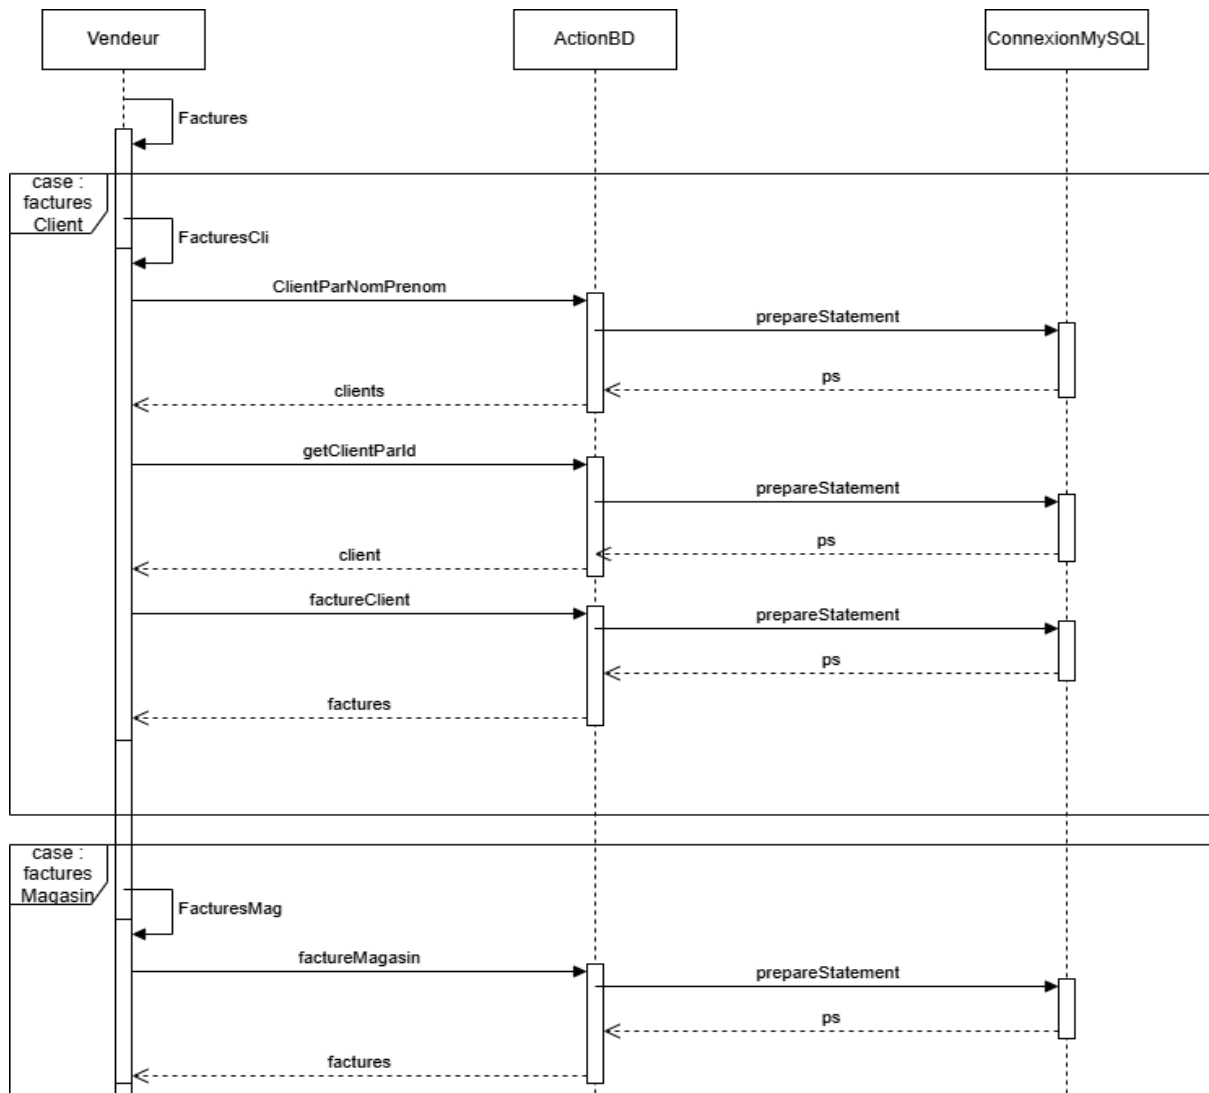 Vendeur
ActionBD
ConnexionMySQL
Factures
case :
factures
Client
FacturesCli
ClientParNomPrenom
prepareStatement
ps
clients
getClientParId
prepareStatement
ps
client
factureClient
prepareStatement
ps
factures
case :
factures
Magasin
FacturesMag
factureMagasin
prepareStatement
ps
factures